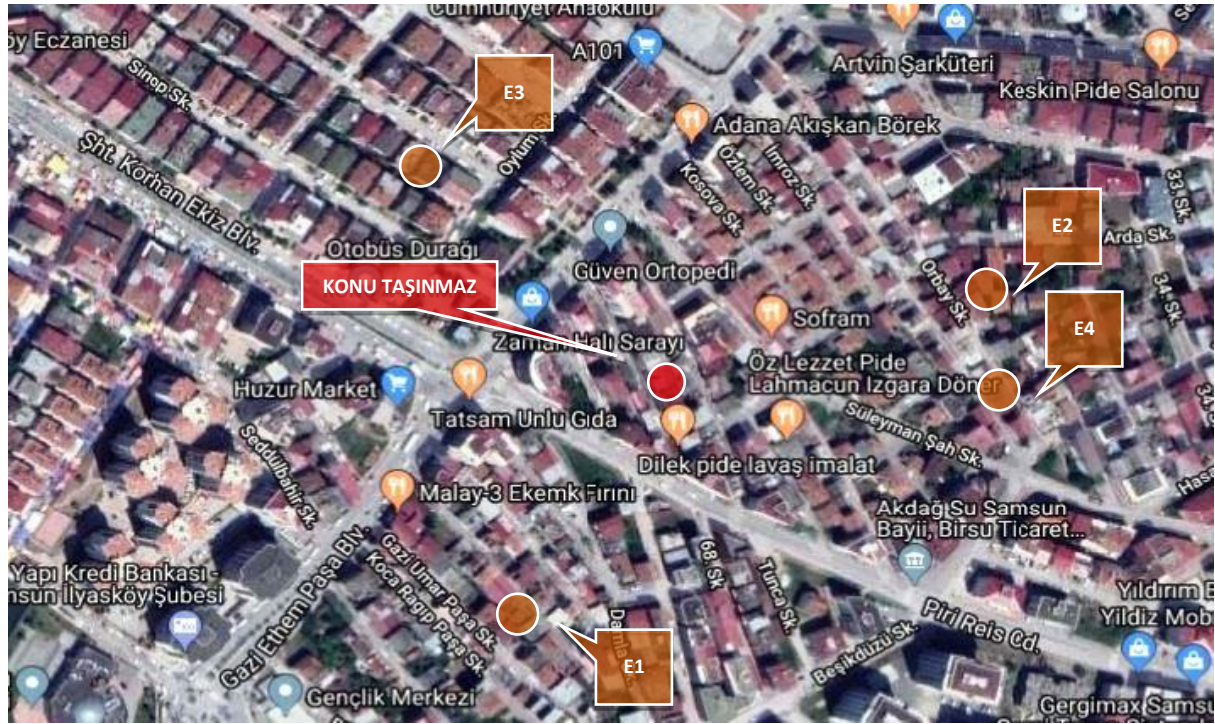 Cumhuriyet Anaokulu
Eczanesi
A101
Artvin Şarküteri
Keskin Pide Salonu
Sinop Sk.
E3
Adana Akışkan Börek
Oylum
Özlem Sk.
İmroz Sk.
Kosova Sk.
33. Sk.
Şht. Korhan Ekiz Blv.
E2
Arda Sk.
Otobüs Durağı
Güven Ortopedi
Orbay Sk.
34. Sk.
KONU TAŞINMAZ
Sofram
E4
Zaman Halı Sarayı
Öz Lezzet Pide
Lahmacun Izgara Döner
Huzur Market
Tatsam Unlu Gıda
Süleyman Şah Sk.
Seddülbahir Sk.
Dilek pide lavaş imalat
Malay-3 Ekemk Fırını
Akdağ Su Samsun
Bayii, Birsu Ticaret...
Gazi Umar Paşa Sk.
Koca Ragıp Paşa Sk.
68. Sk
Tunca Sk.
Yapı Kredi Bankası -
msun İlyasköy Şubesi
Gazi Ethem Paşa Blv.
Piri Reis Cd.
Beşikdüzü Sk.
Yıldırım
Yildiz Mob
E1
Gençlik Merkezi
Gergimax Samsu